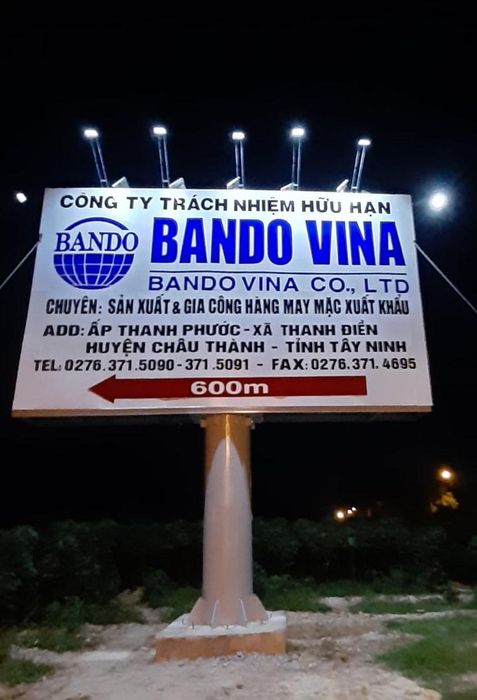 CÔNG TY TRÁCH NHIỆM HỮU HẠN
BANDO
BANDO VINA
BANDO VINA CO., LTD
CHUYÊN: SẢN XUẤT & GIA CÔNG HÀNG MAY MẶC XUẤT KHẨU
ADD: ẤP THANH PHƯỚC - XÃ THANH ĐIỀN
HUYỆN CHÂU THÀNH - TỈNH TÂY NINH
TEL: 0276.371.5090 - 371.5091 - FAX: 0276.371.4695
600m